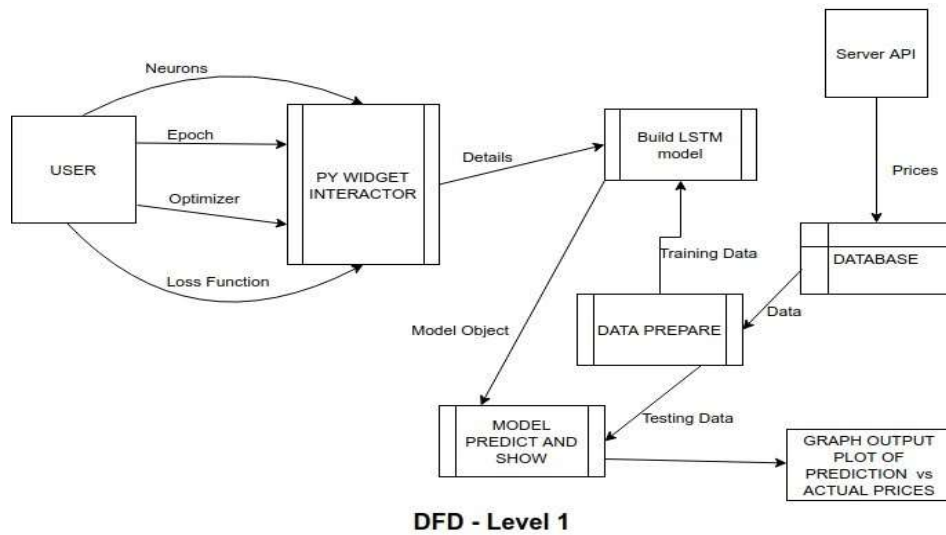 Neurons
Server API
Epoch
Build LSTM
model
USER
Details
PY WIDGET
INTERACTOR
Prices
Optimizer
Training Data
DATABASE
Loss Function
Data
Model Object
DATA PREPARE
Testing Data
MODEL
PREDICT AND
SHOW
GRAPH OUTPUT
PLOT OF
PREDICTION vs
ACTUAL PRICES
DFD - Level 1